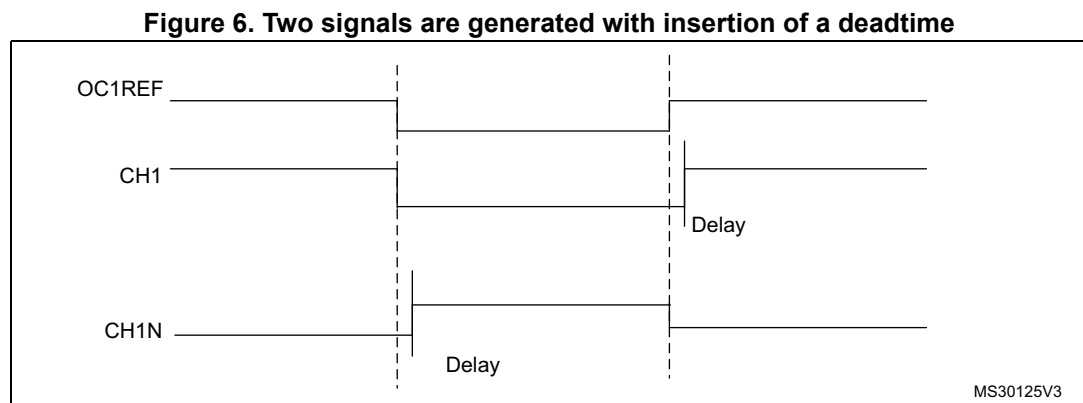 Figure 6. Two signals are generated with insertion of a deadtime
OC1REF
CH1
Delay
CH1N
Delay
MS30125V3